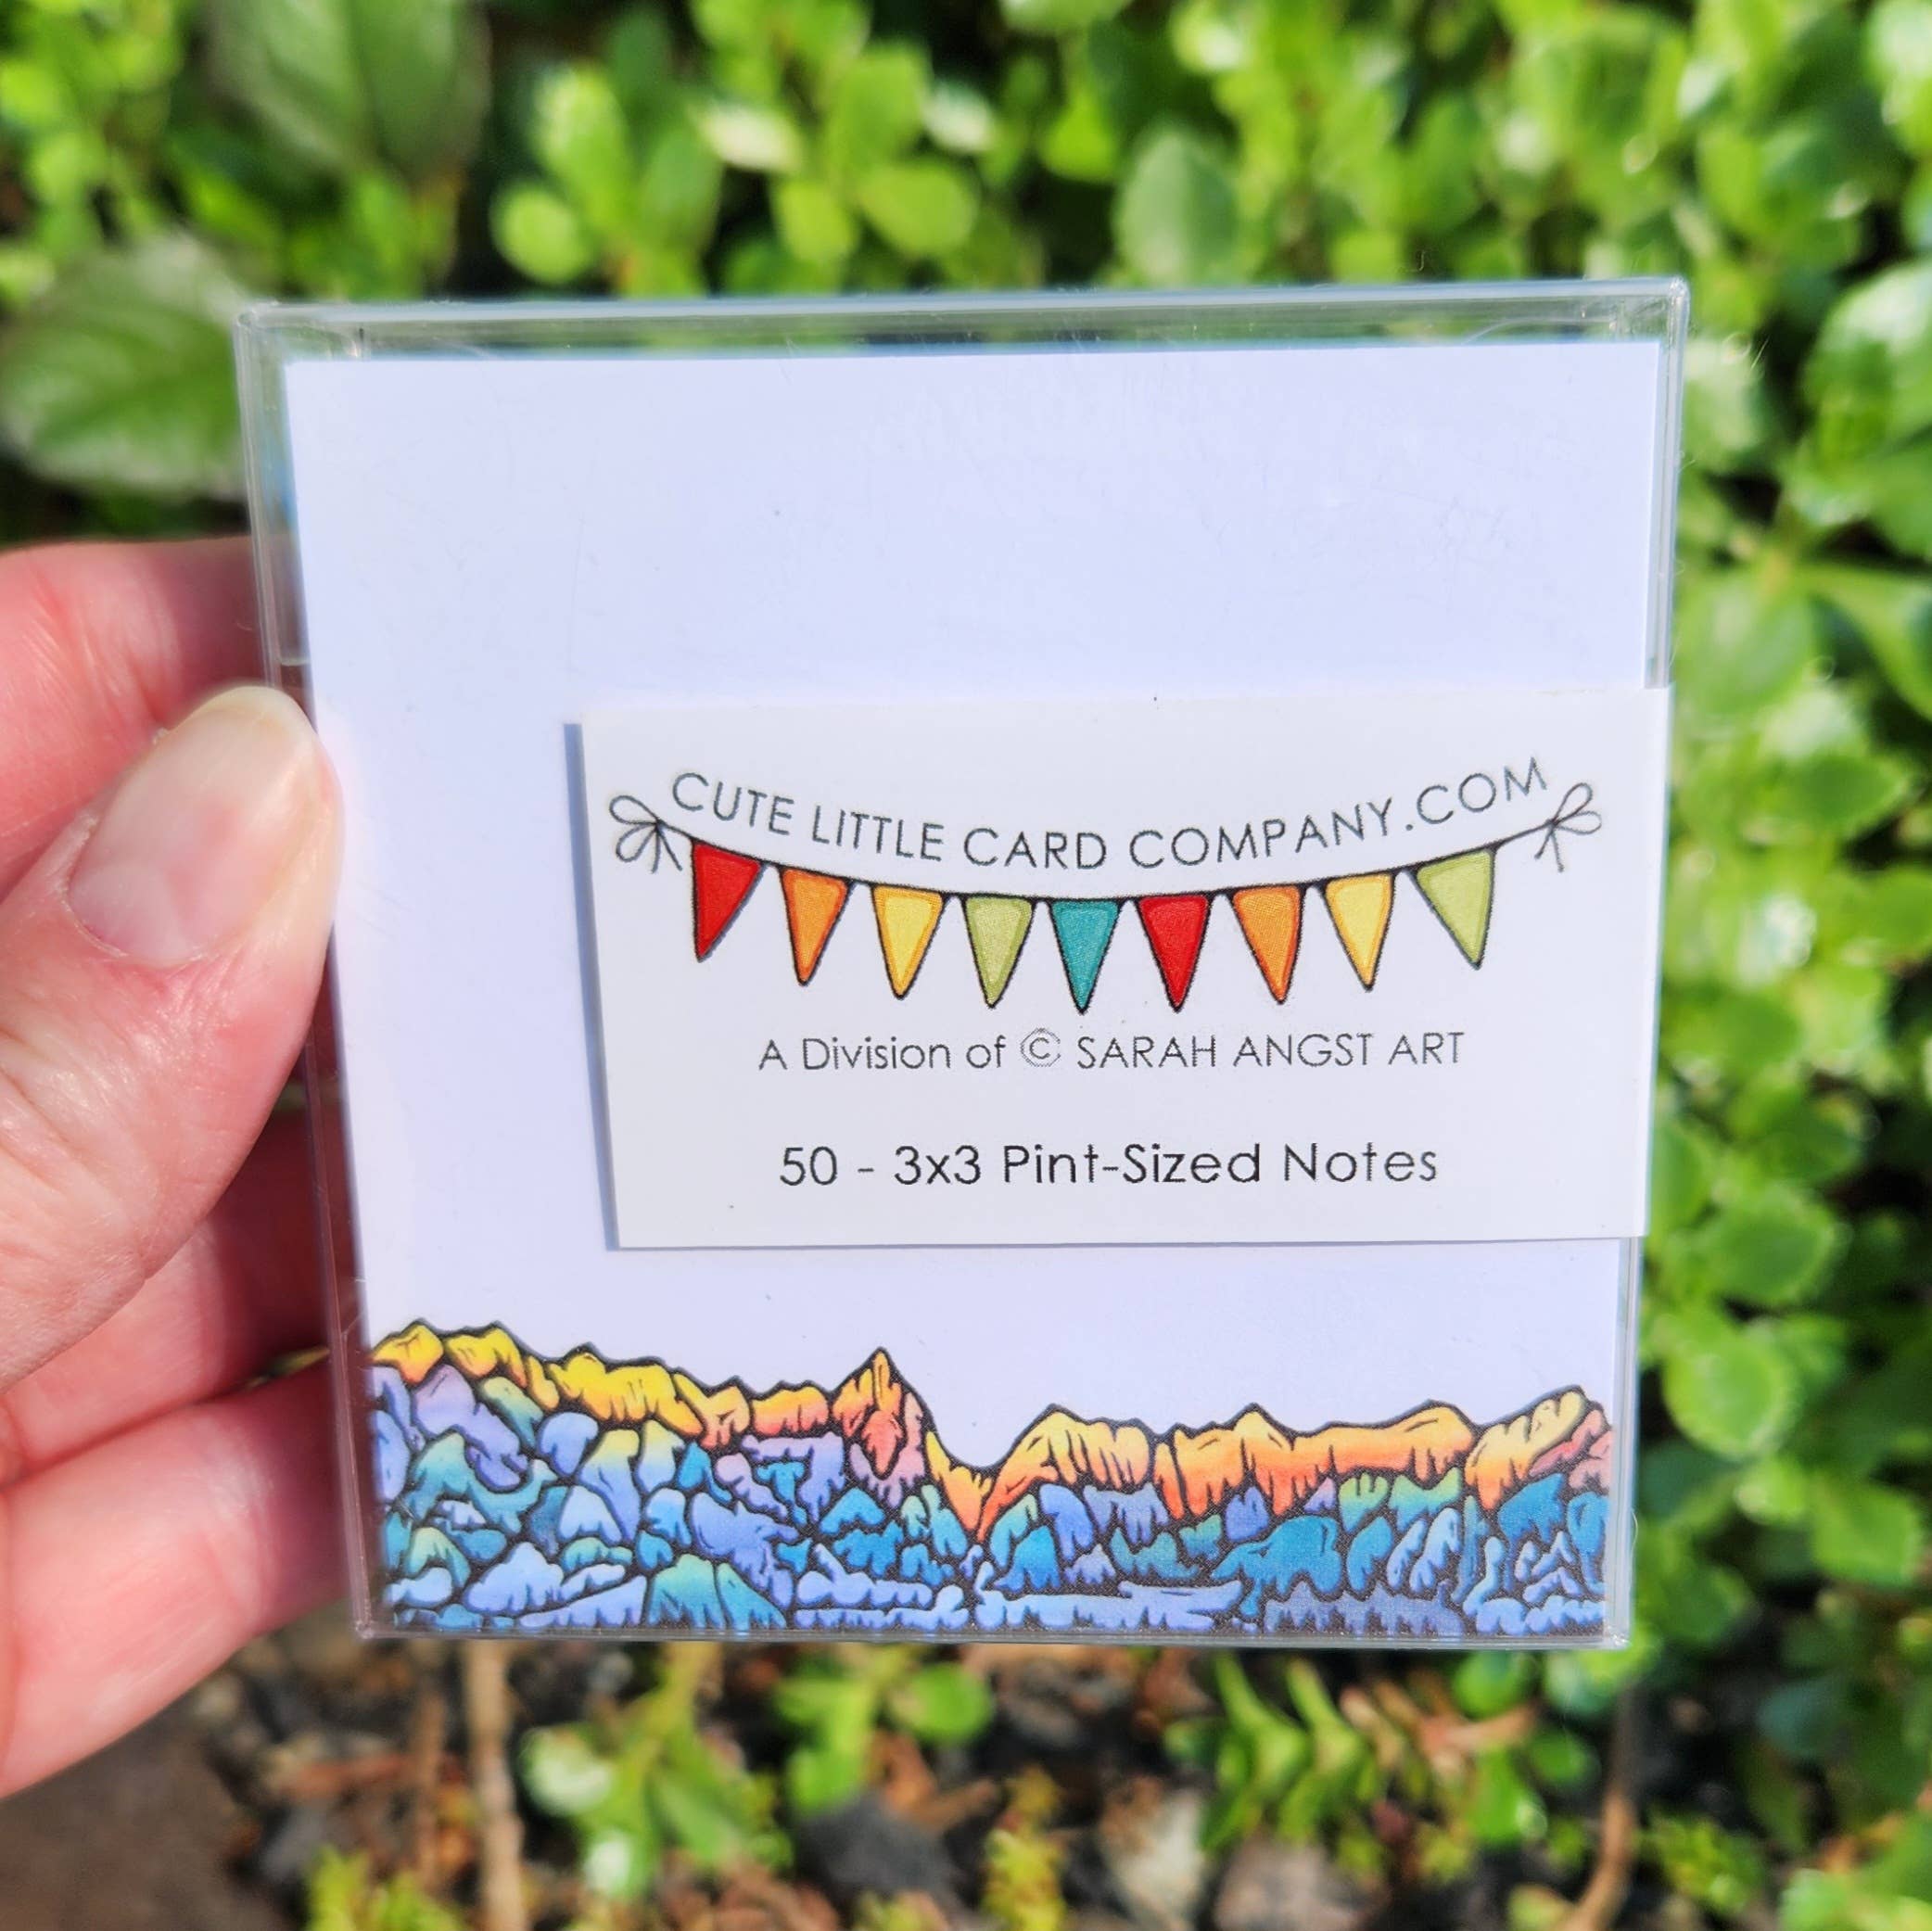 CUTE LITTLE CARD COMPANY.COM
A Division of © SARAH ANGST ART
50 - 3x3 Pint-Sized Notes